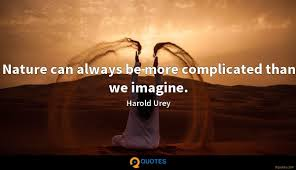 Nature can always be more complicated than
we imagine.
Harold Urey
QUOTES